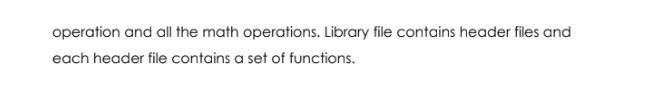 operation and all the math operations. Library file contains header files and
each header file contains a set of functions.